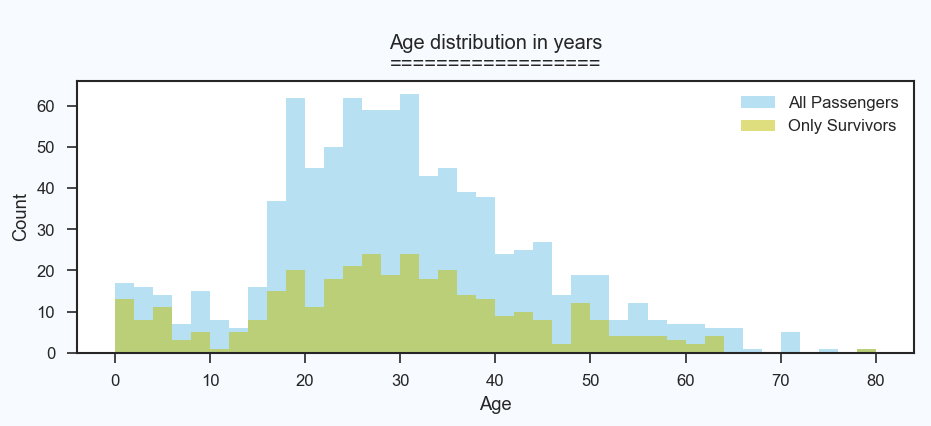 Age distribution in years
==================
All Passengers
Only Survivors
Count
60
50
40
30
20
10
0
0 10 20 30 40 50 60 70 80
Age